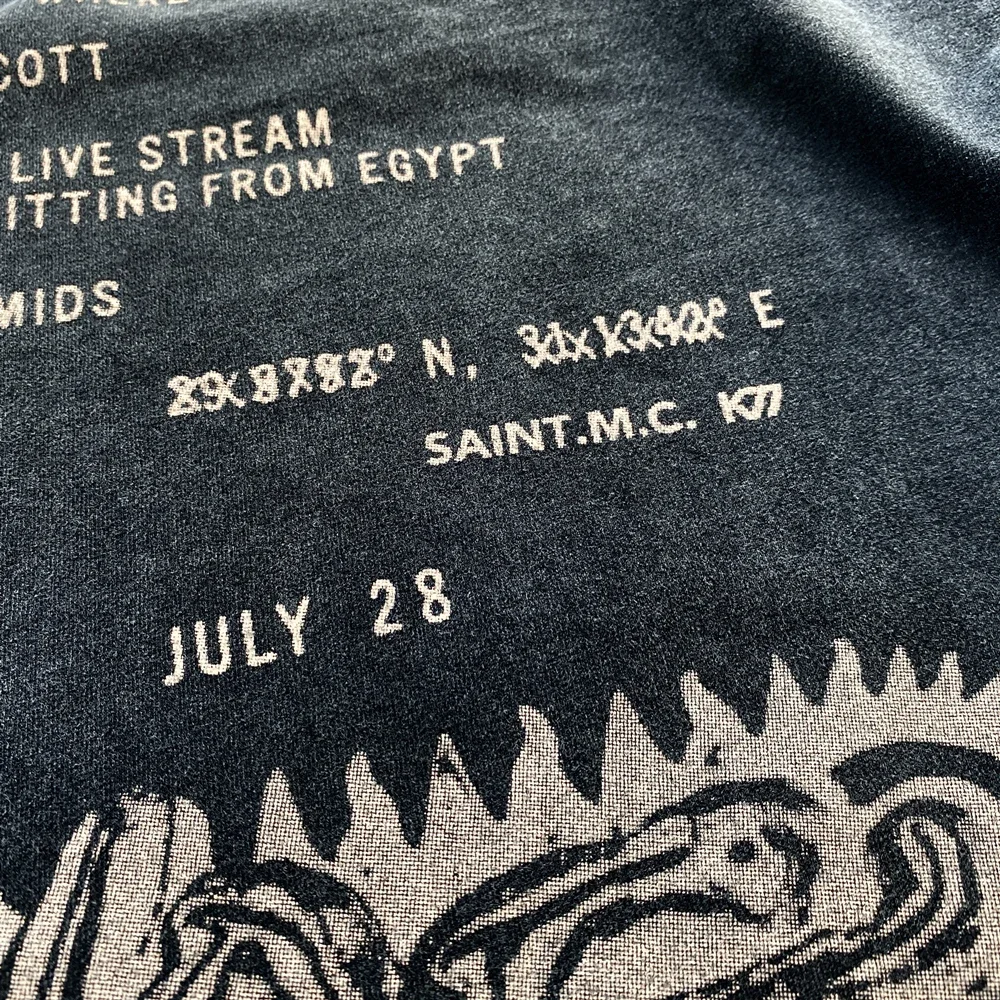 COTT
LIVE STREAM
ITTING FROM EGYPT
MIDS
° N, ° E
SAINT.M.C.
JULY 28